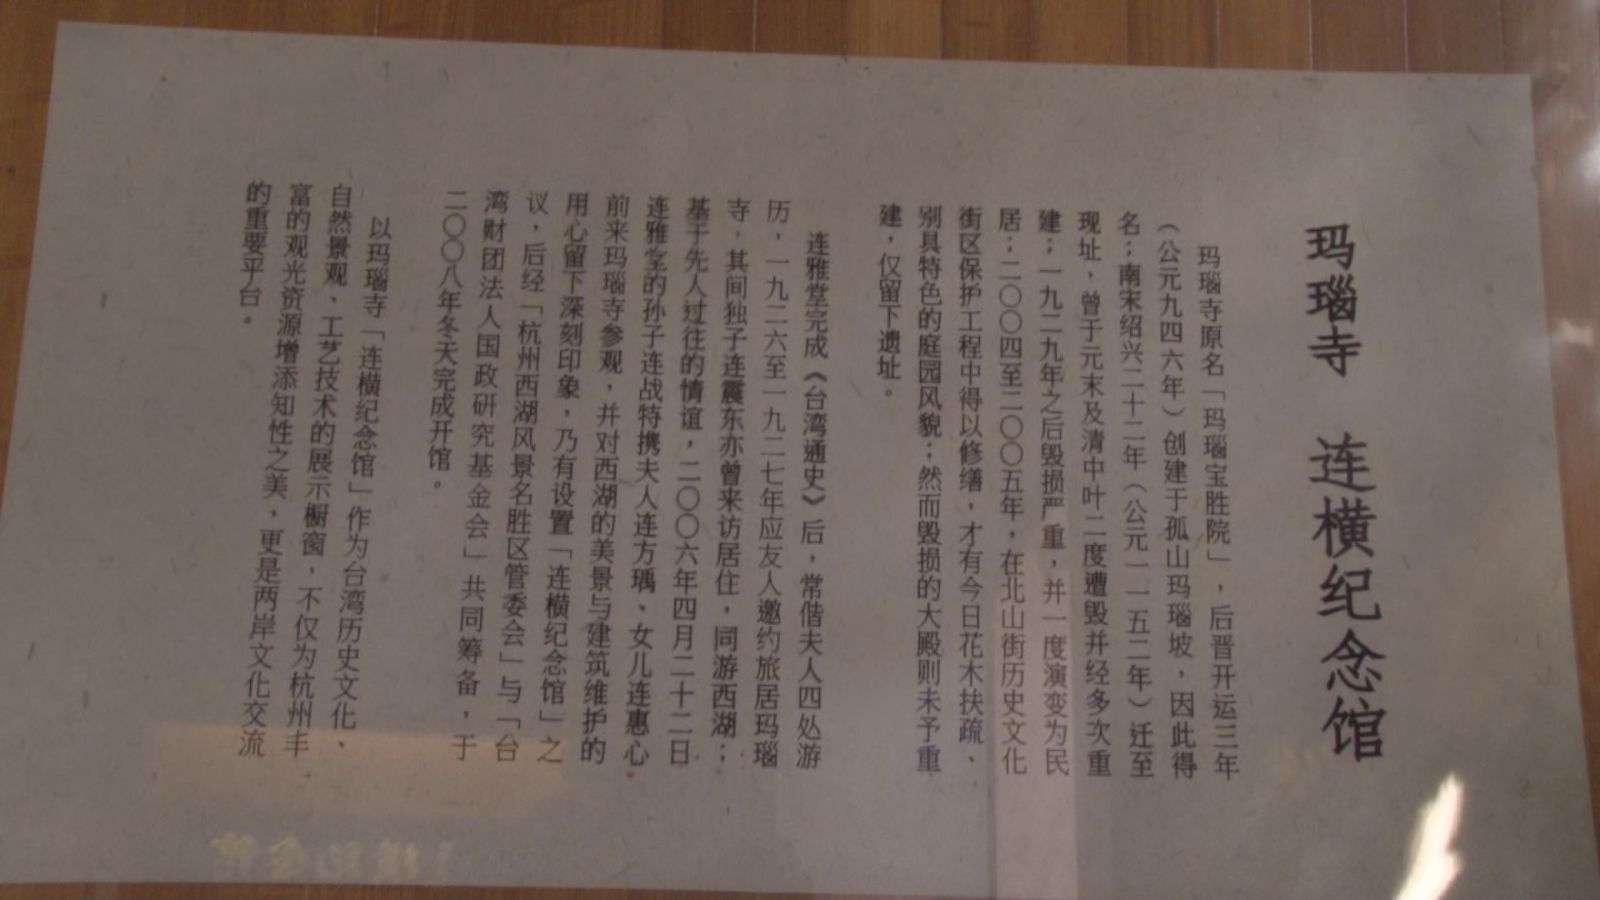 玛瑙寺 连横纪念馆
玛瑙寺原名「玛瑙宝胜院」，后晋开运三年
（公元九四六年）创建于孤山玛瑙坡，因此得
名；南宋绍兴二十二年（公元一一五二年）迁至
现址，曾于元末及清中叶二度遭毁并经多次重
建；一九二九年之后毁损严重，并一度演变为民
居；二〇〇四至二〇〇五年，在北山街历史文化
街区保护工程中得以修缮，才有今日花木扶疏、
别具特色的庭园风貌；然而毁损的大殿则未予重
建，仅留下遗址。
连雅堂完成《台湾通史》后，常偕夫人四处游
历，一九二六至一九二七年应友人邀约旅居玛瑙
寺，其间独子连震东亦曾来访居住，同游西湖；
基于先人过往的情谊，二〇〇六年四月二十二日
连雅堂的孙子连战特携夫人连方瑀、女儿连惠心
前来玛瑙寺参观，并对西湖的美景与建筑维护的
用心留下深刻印象，乃有设置「连横纪念馆」之
议，后经「杭州西湖风景名胜区管委会」与「台
湾财团法人国政研究基金会」共同筹备，于
二〇〇八年冬天完成开馆。
以玛瑙寺「连横纪念馆」作为台湾历史文化、
自然景观、工艺技术的展示橱窗，不仅为杭州丰
富的观光资源增添知性之美，更是两岸文化交流
的重要平台。